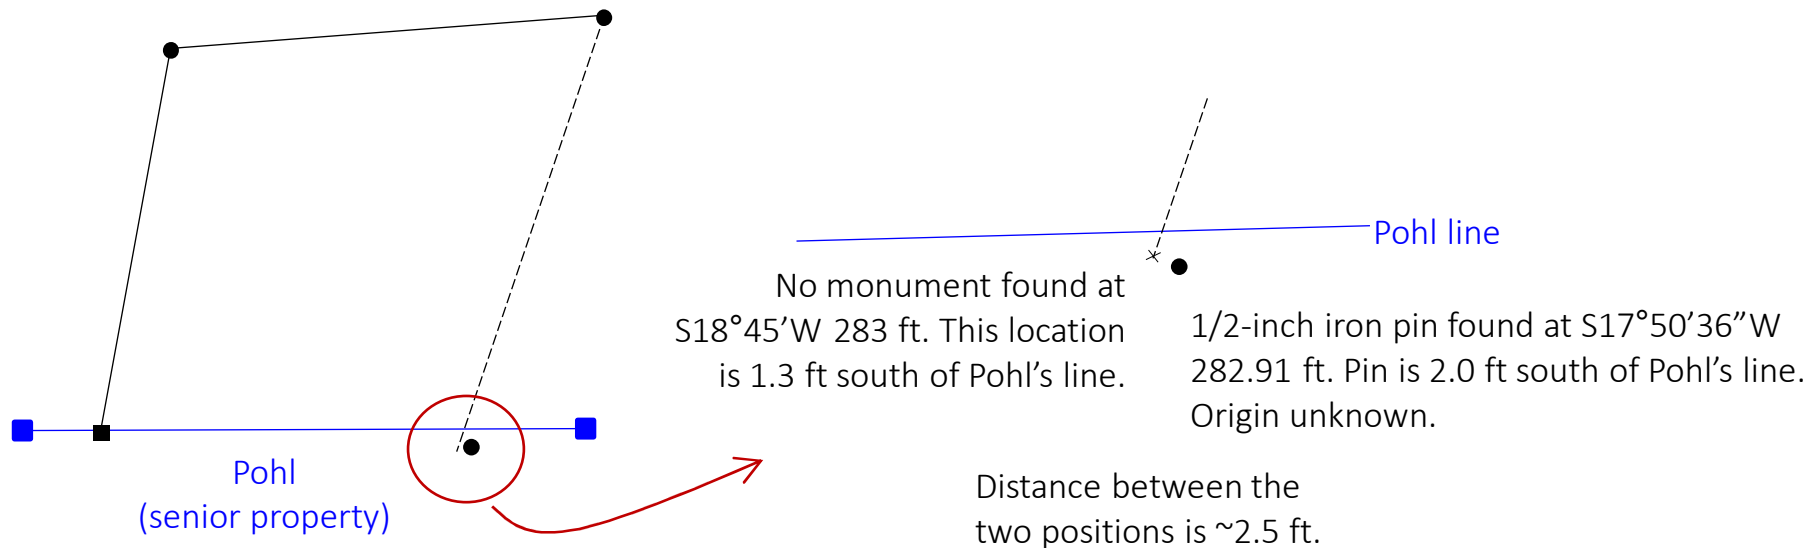 Pohl line
No monument found at
S18°45’W 283 ft. This location
is 1.3 ft south of Pohl’s line.
1/2-inch iron pin found at S17°50’36”W
282.91 ft. Pin is 2.0 ft south of Pohl’s line.
Origin unknown.
Pohl
(senior property)
Distance between the
two positions is ~2.5 ft.